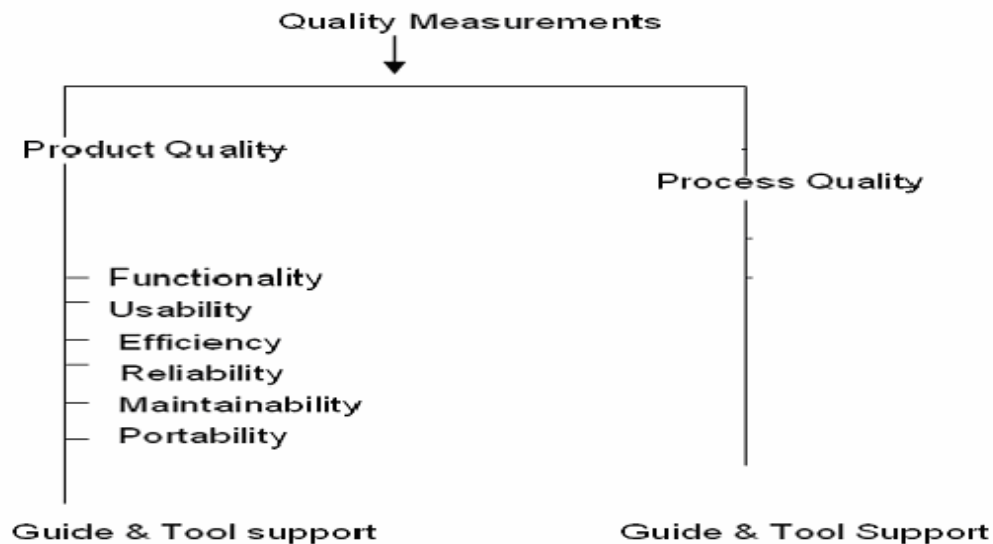 Quality Measurements
Product Quality
Process Quality
Functionality
Usability
Efficiency
Reliability
Maintainability
Portability
Guide & Tool support
Guide & Tool Support